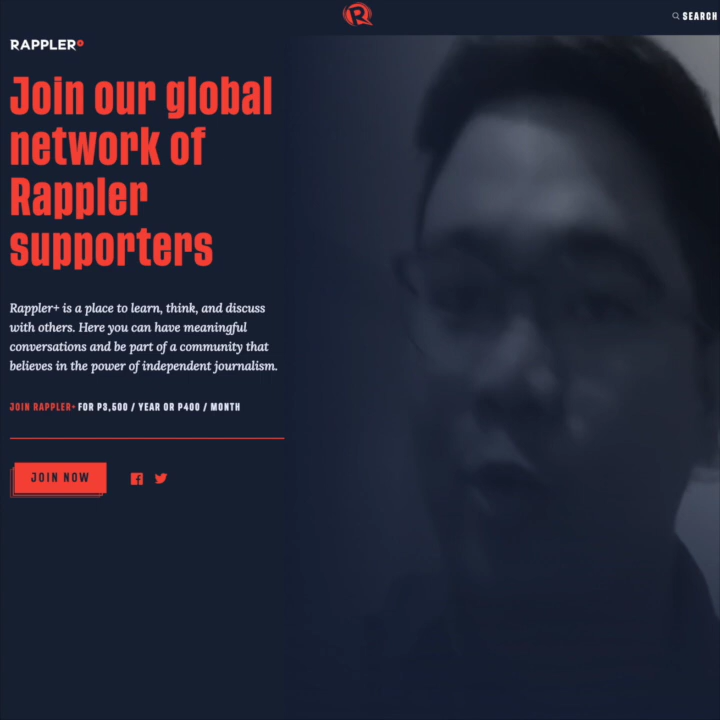 SEARCH
RAPPLER+
Join our global
network of
Rappler
supporters
Rappler+ is a place to learn, think, and discuss
with others. Here you can have meaningful
conversations and be part of a community that
believes in the power of independent journalism.
JOIN RAPPLER+ FOR P3,500 / YEAR OR P400 / MONTH
JOIN NOW